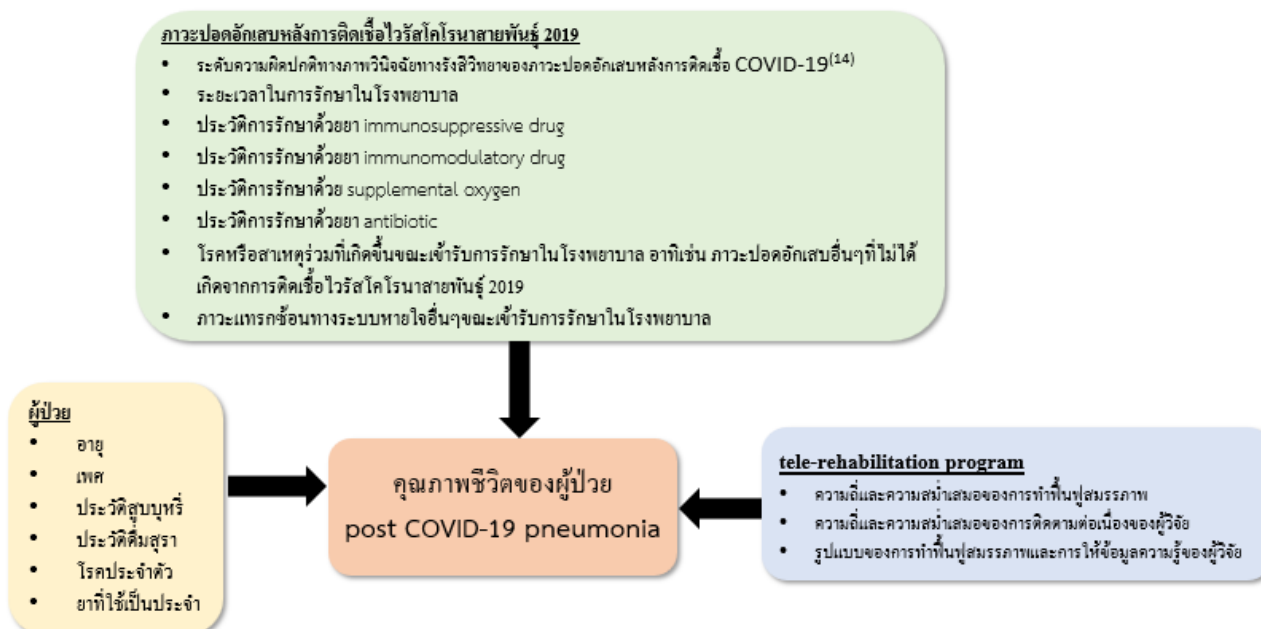 ภาวะปอดอักเสบหลังการติดเชื้อไวรัสโคโรนาสายพันธุ์ 2019
• ระดับความผิดปกติทางภาพวินิจฉัยทางรังสีวิทยาของภาวะปอดอักเสบหลังการติดเชื้อ COVID-19(14)
• ระยะเวลาในการรักษาในโรงพยาบาล
• ประวัติการรักษาด้วยยา immunosuppressive drug
• ประวัติการรักษาด้วยยา immunomodulatory drug
• ประวัติการรักษาด้วย supplemental oxygen
• ประวัติการรักษาด้วยยา antibiotic
• โรคหรือสาเหตุร่วมที่เกิดขึ้นขณะเข้ารับการรักษาในโรงพยาบาล อาทิเช่น ภาวะปอดอักเสบอื่นๆที่ไม่ได้
เกิดจากการติดเชื้อไวรัสโคโรนาสายพันธุ์ 2019
• ภาวะแทรกซ้อนทางระบบหายใจอื่นๆขณะเข้ารับการรักษาในโรงพยาบาล
ผู้ป่วย
• อายุ
• เพศ
• ประวัติสูบบุหรี่
• ประวัติดื่มสุรา
• โรคประจำตัว
• ยาที่ใช้เป็นประจำ
คุณภาพชีวิตของผู้ป่วย
post COVID-19 pneumonia
tele-rehabilitation program
• ความถี่และความสม่ำเสมอของการทำฟื้นฟูสมรรถภาพ
• ความถี่และความสม่ำเสมอของการติดตามต่อเนื่องของผู้วิจัย
• รูปแบบของการทำฟื้นฟูสมรรถภาพและการให้ข้อมูลความรู้ของผู้วิจัย